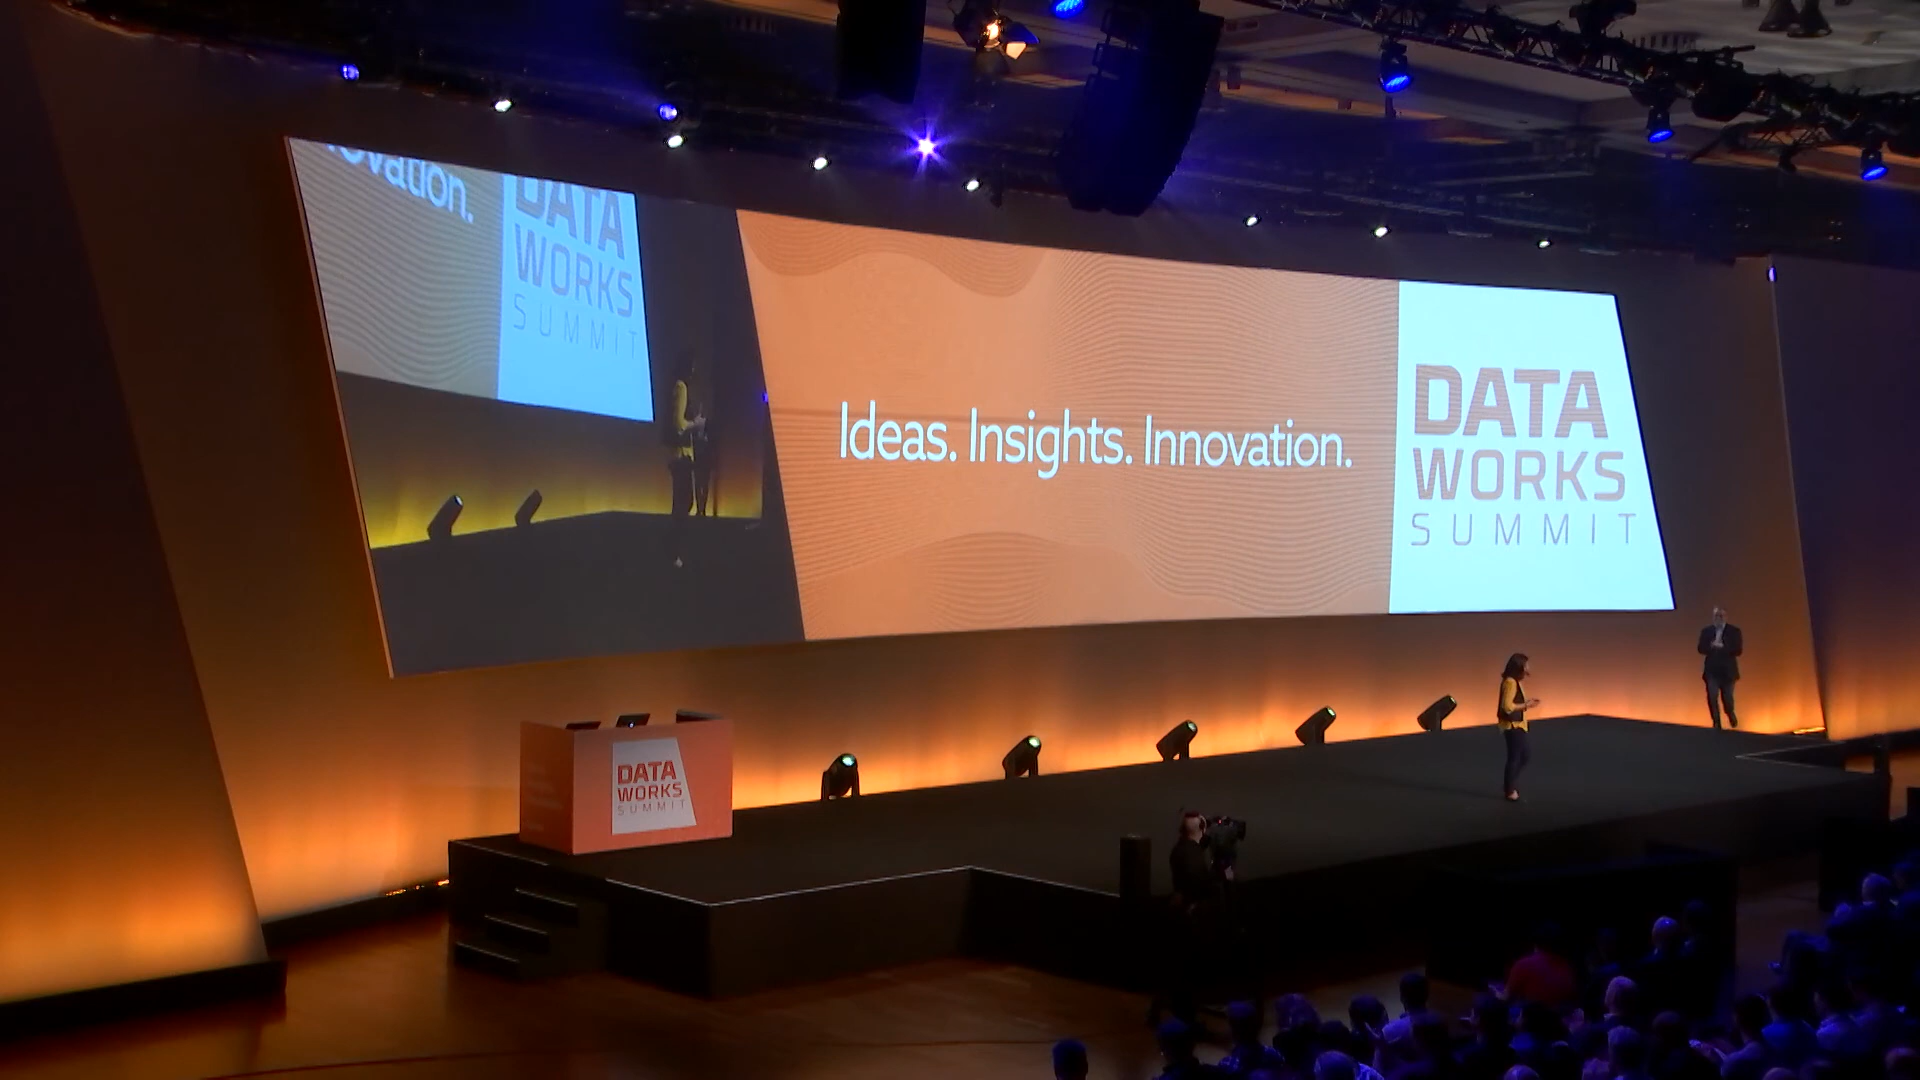 ovation.
DATA
WORKS
SUMMIT
Ideas. Insights. Innovation.
DATA
WORKS
SUMMIT
DATA
WORKS
SUMMIT